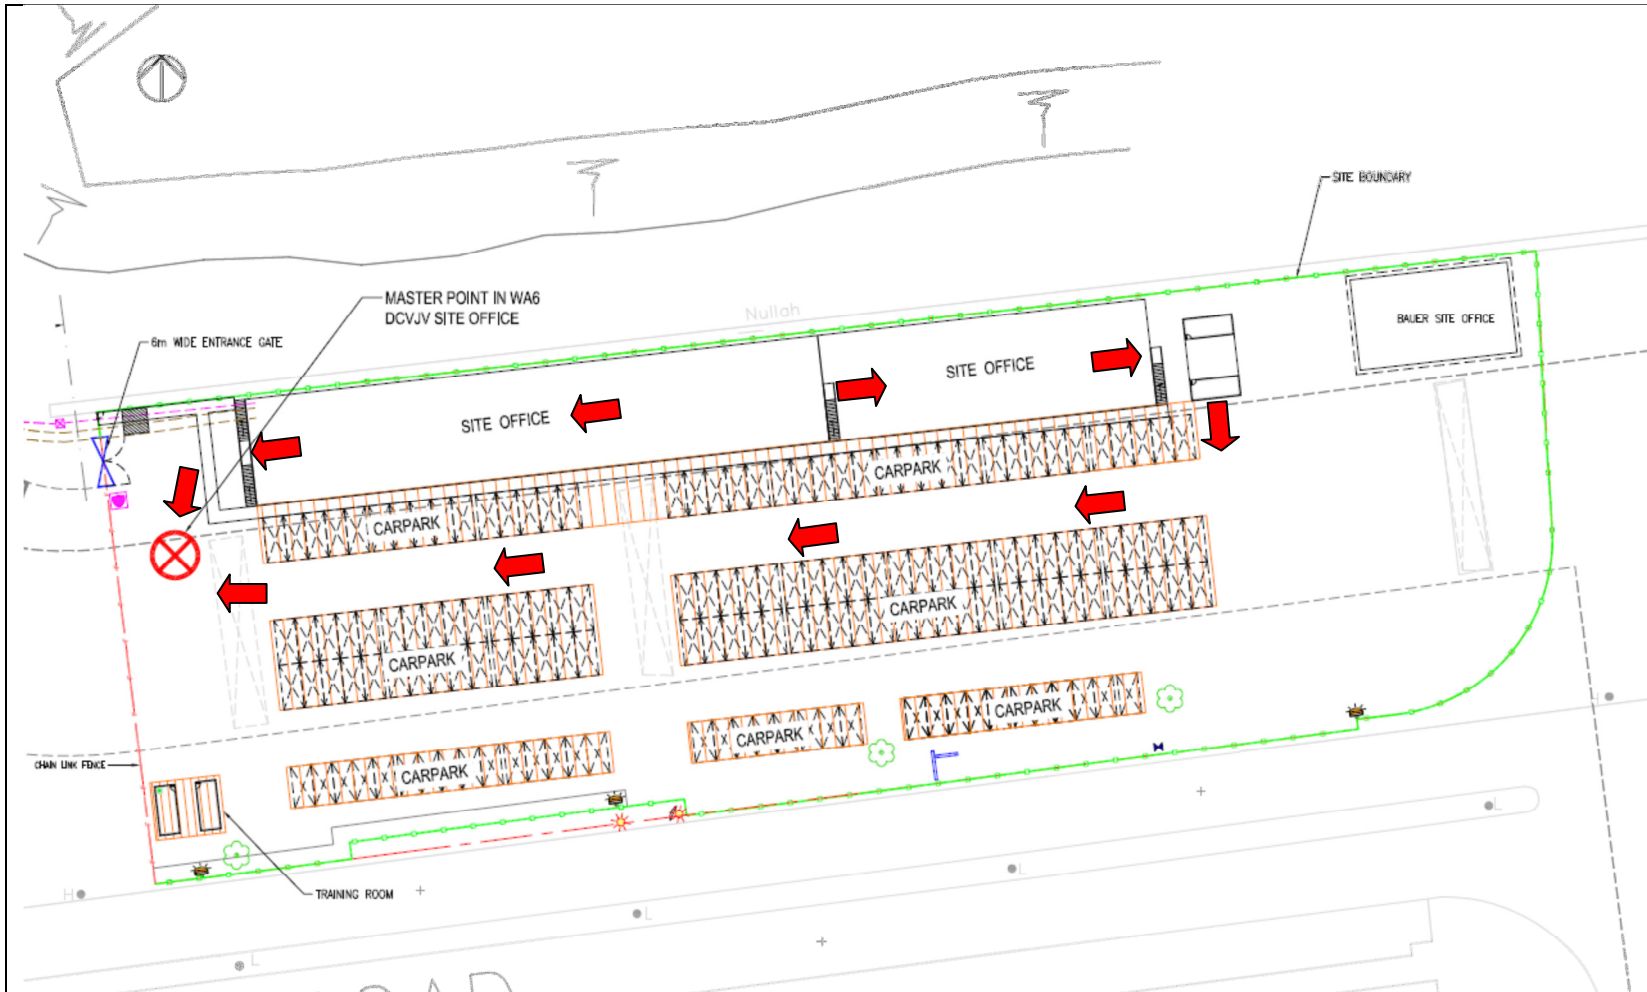 SITE BOUNDARY
MASTER POINT IN WA6
DCVJV SITE OFFICE
Nullah
6m WIDE ENTRANCE GATE
BAUER SITE OFFICE
SITE OFFICE
SITE OFFICE
CARPARK
CARPARK
CARPARK
CARPARK
CARPARK
CARPARK
CARPARK
CHAIN LINK FENCE
TRAINING ROOM
H
L
L
L
L